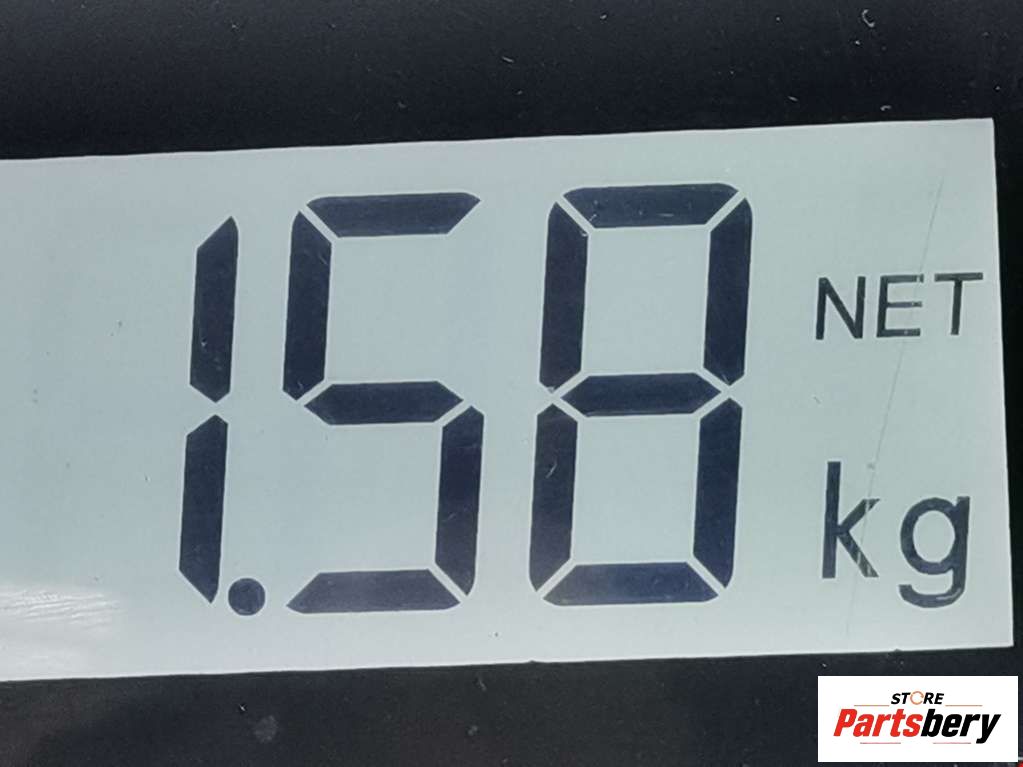 1.58 NET
kg
STORE
Partsbery